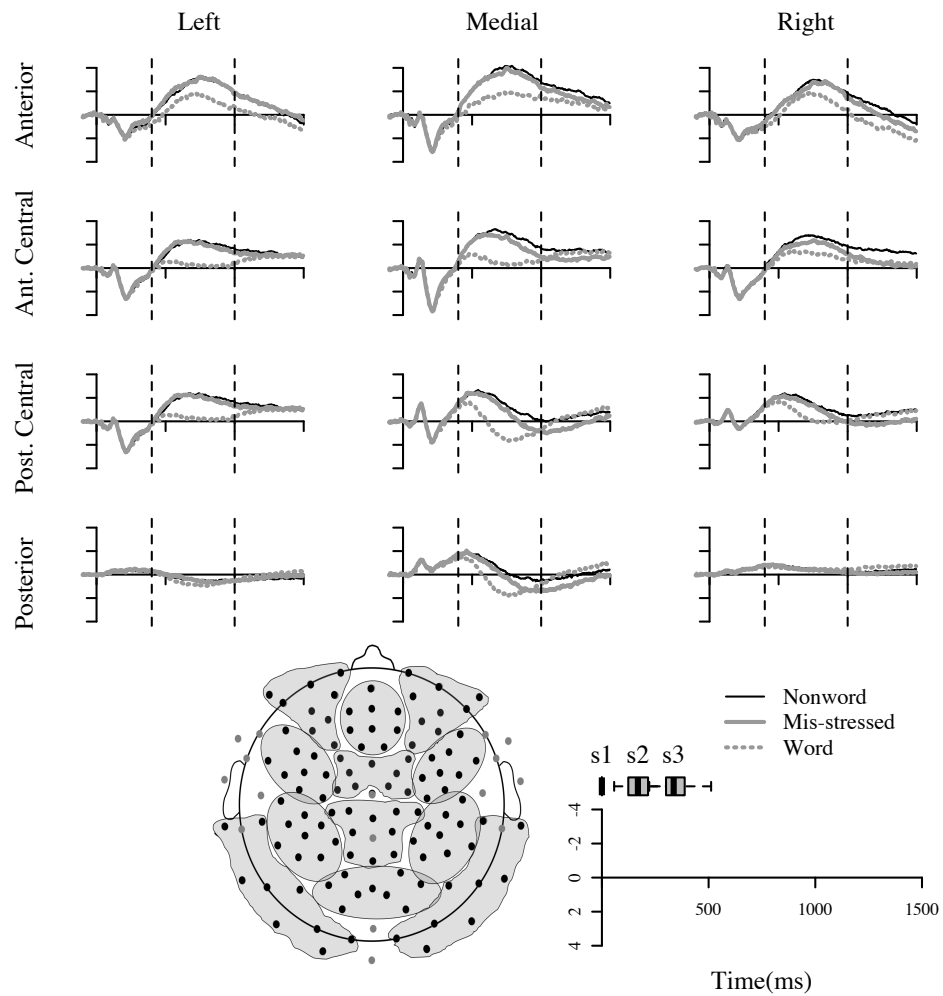 Left Medial Right
Anterior
Ant. Central
Post. Central
Posterior
Nonword
Mis-stressed
Word
s1 s2 s3
-4
-2
0
2
4
500 1000 1500
Time(ms)